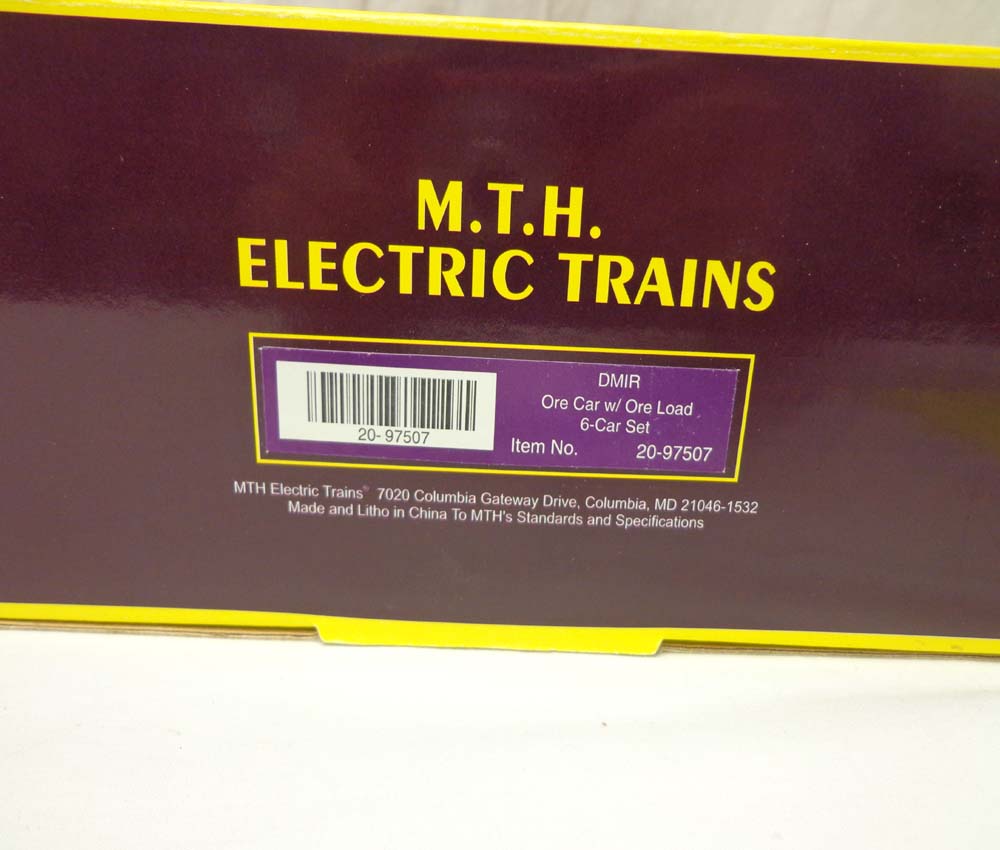 M.T.H.
ELECTRIC TRAINS
20-97507
DMIR
Ore Car w/ Ore Load
6-Car Set
Item No. 20-97507
MTH Electric Trains® 7020 Columbia Gateway Drive, Columbia, MD 21046-1532
Made and Litho in China To MTH's Standards and Specifications